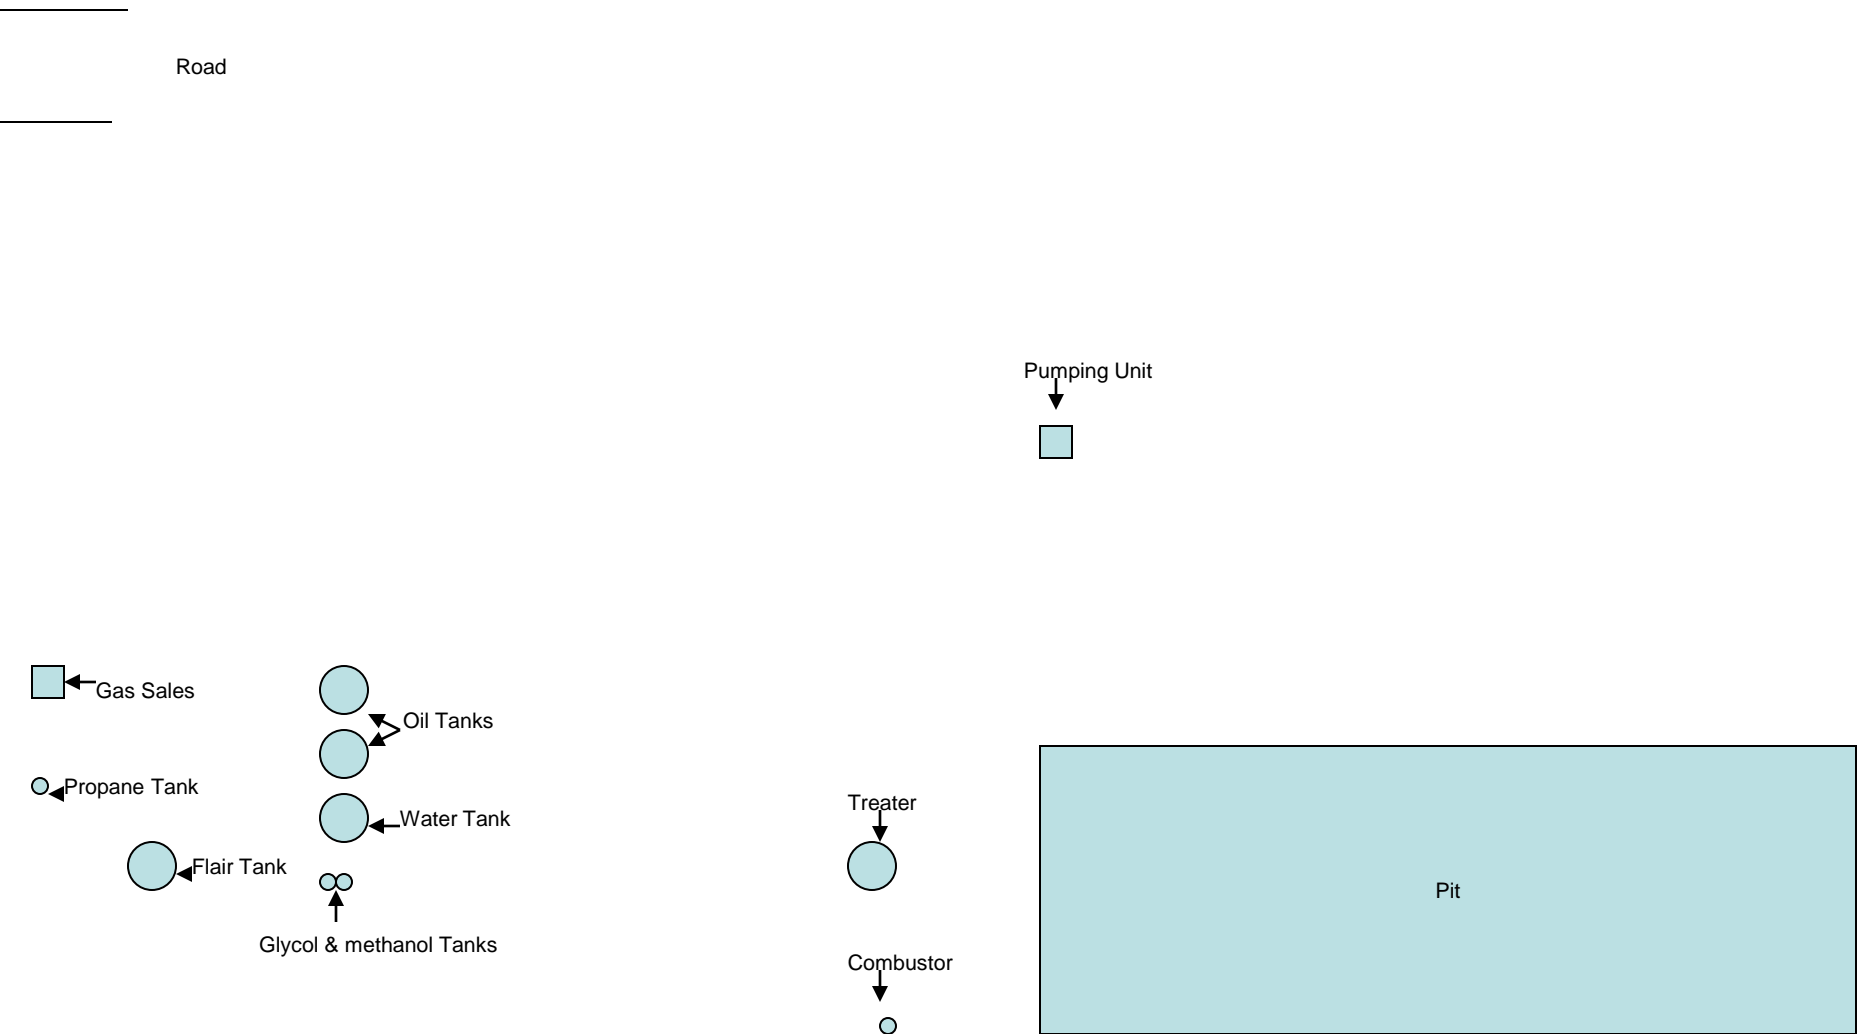 Road
Pumping Unit
Gas Sales
Oil Tanks
Propane Tank
Treater
Water Tank
Flair Tank
Pit
Glycol & methanol Tanks
Combustor